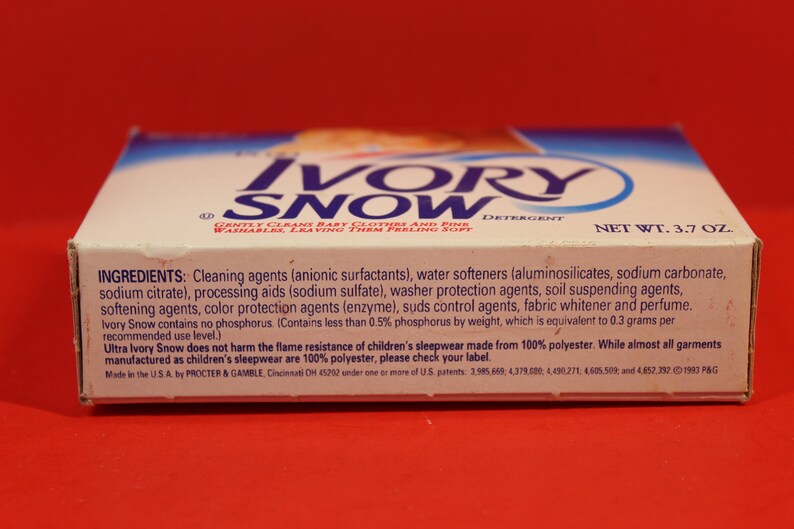 IVORY
SNOW
U
DETERGENT
GENTLY CLEANS BABY CLOTHES AND FINE
WASHABLES, LEAVING THEM FEELING SOFT
NET WT. 3.7 OZ.
INGREDIENTS: Cleaning agents (anionic surfactants), water softeners (aluminosilicates, sodium carbonate,
sodium citrate), processing aids (sodium sulfate), washer protection agents, soil suspending agents,
softening agents, color protection agents (enzyme), suds control agents, fabric whitener and perfume.
Ivory Snow contains no phosphorus. (Contains less than 0.5% phosphorus by weight, which is equivalent to 0.3 grams per
recommended use level.)
Ultra Ivory Snow does not harm the flame resistance of children's sleepwear made from 100% polyester. While almost all garments
manufactured as children's sleepwear are 100% polyester, please check your label.
Made in the U.S.A. by PROCTER & GAMBLE, Cincinnati OH 45202 under one or more of U.S. patents: 3,985,669; 4,379,080; 4,490,271; 4,605,509; and 4,652,392. © 1993 P&G